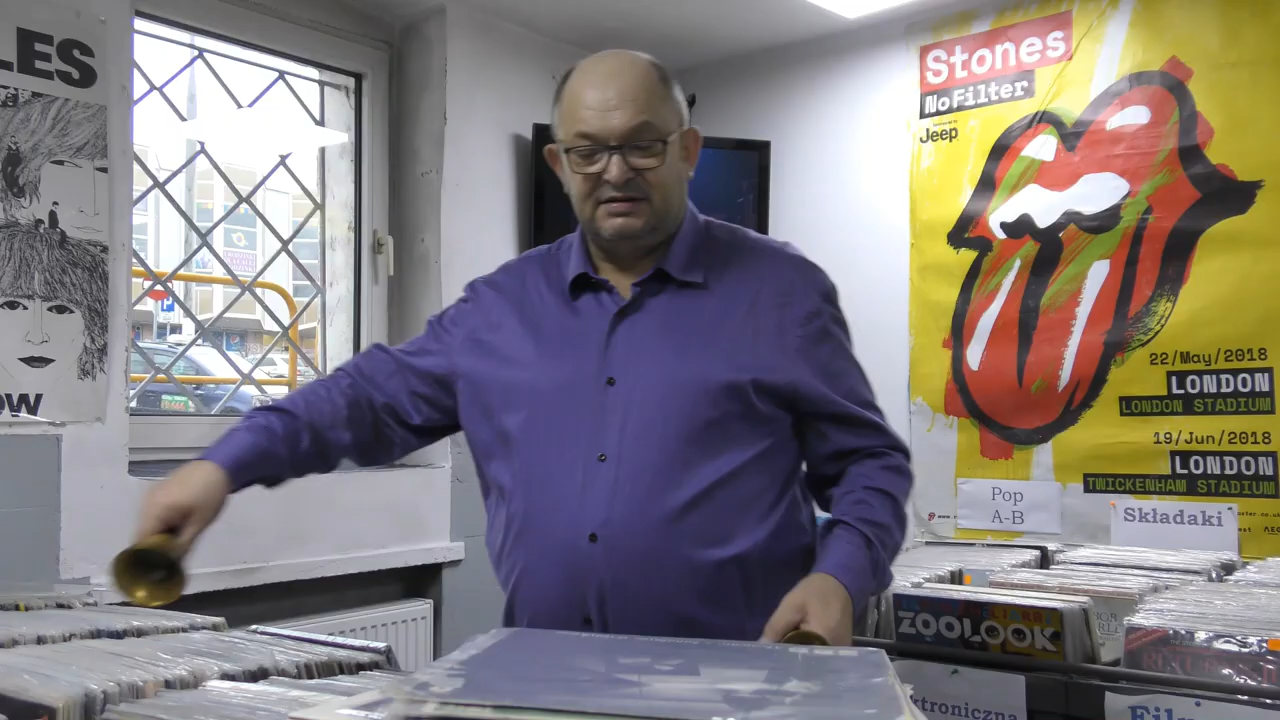 LES
OW
Stones
No Filter
Jeep
22/May/2018
LONDON
LONDON STADIUM
19/Jun/2018
LONDON
TWICKENHAM STADIUM
Pop
A-B
Składaki
ZOOLOOK
ktroniczna